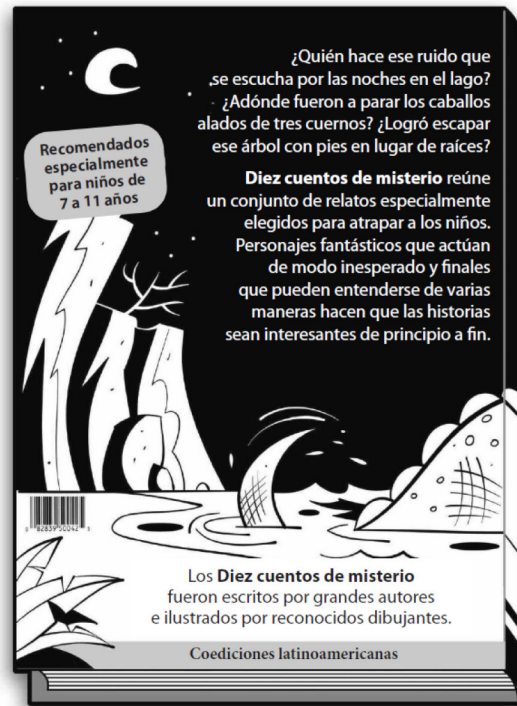 ¿Quién hace ese ruido que
se escucha por las noches en el lago?
¿Adónde fueron a parar los caballos
alados de tres cuernos? ¿Logró escapar
ese árbol con pies en lugar de raíces?
Recomendados
especialmente
para niños de
7 a 11 años
Diez cuentos de misterio reúne
un conjunto de relatos especialmente
elegidos para atrapar a los niños.
Personajes fantásticos que actúan
de modo inesperado y finales
que pueden entenderse de varias
maneras hacen que las historias
sean interesantes de principio a fin.
Los Diez cuentos de misterio
fueron escritos por grandes autores
e ilustrados por reconocidos dibujantes.
Coediciones latinoamericanas